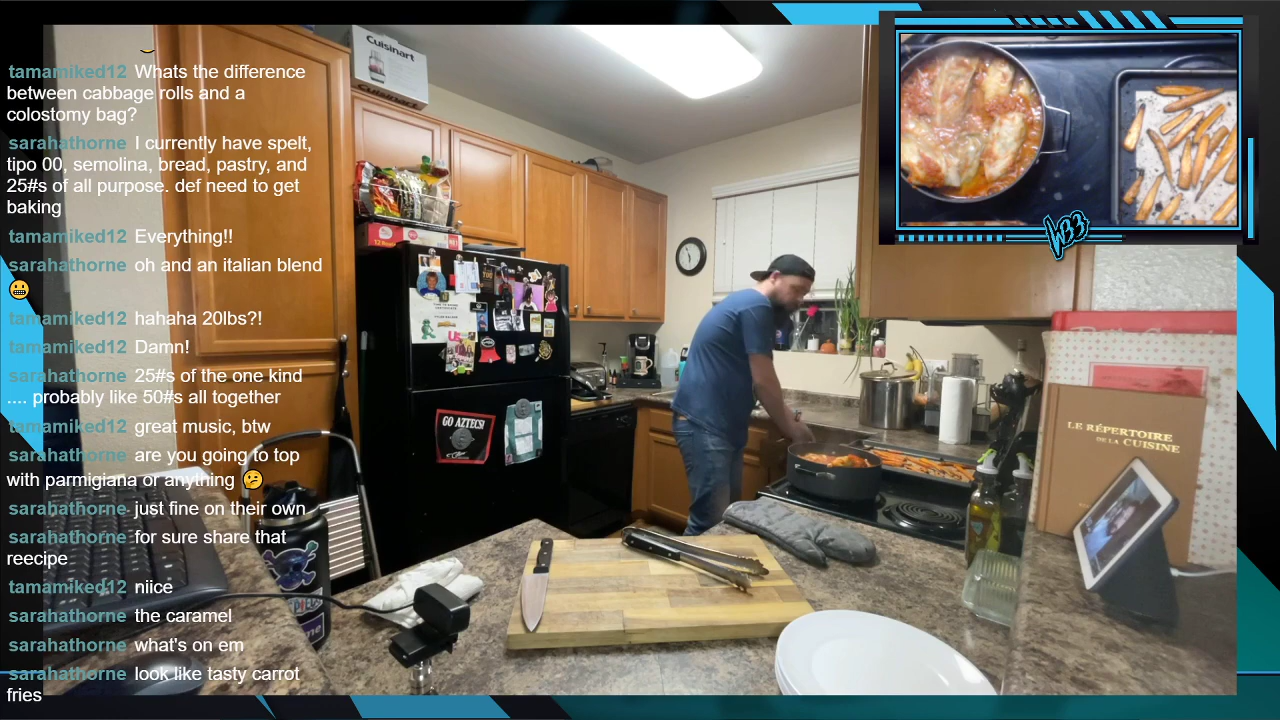 tamamiked12 Whats the difference
between cabbage rolls and a
colostomy bag?
sarahathorne I currently have spelt,
tipo 00, semolina, bread, pastry, and
25#s of all purpose. def need to get
baking
tamamiked12 Everything!!
sarahathorne oh and an italian blend
😬
tamamiked12 hahaha 20lbs?!
tamamiked12 Damn!
sarahathorne 25#s of the one kind
.... probably like 50#s all together
tamamiked12 great music, btw
sarahathorne are you going to top
with parmigiana or anything 🤔
sarahathorne just fine on their own
sarahathorne for sure share that
reecipe
tamamiked12 niice
sarahathorne the caramel
sarahathorne what's on em
sarahathorne look like tasty carrot
fries
Cuisinart
Cuisinart
GO AZTECS!
W33
LE RÉPERTOIRE
DE LA CUISINE